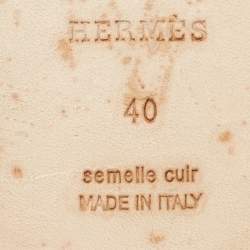 HERMÈS
40
semelle cuir
MADE IN ITALY